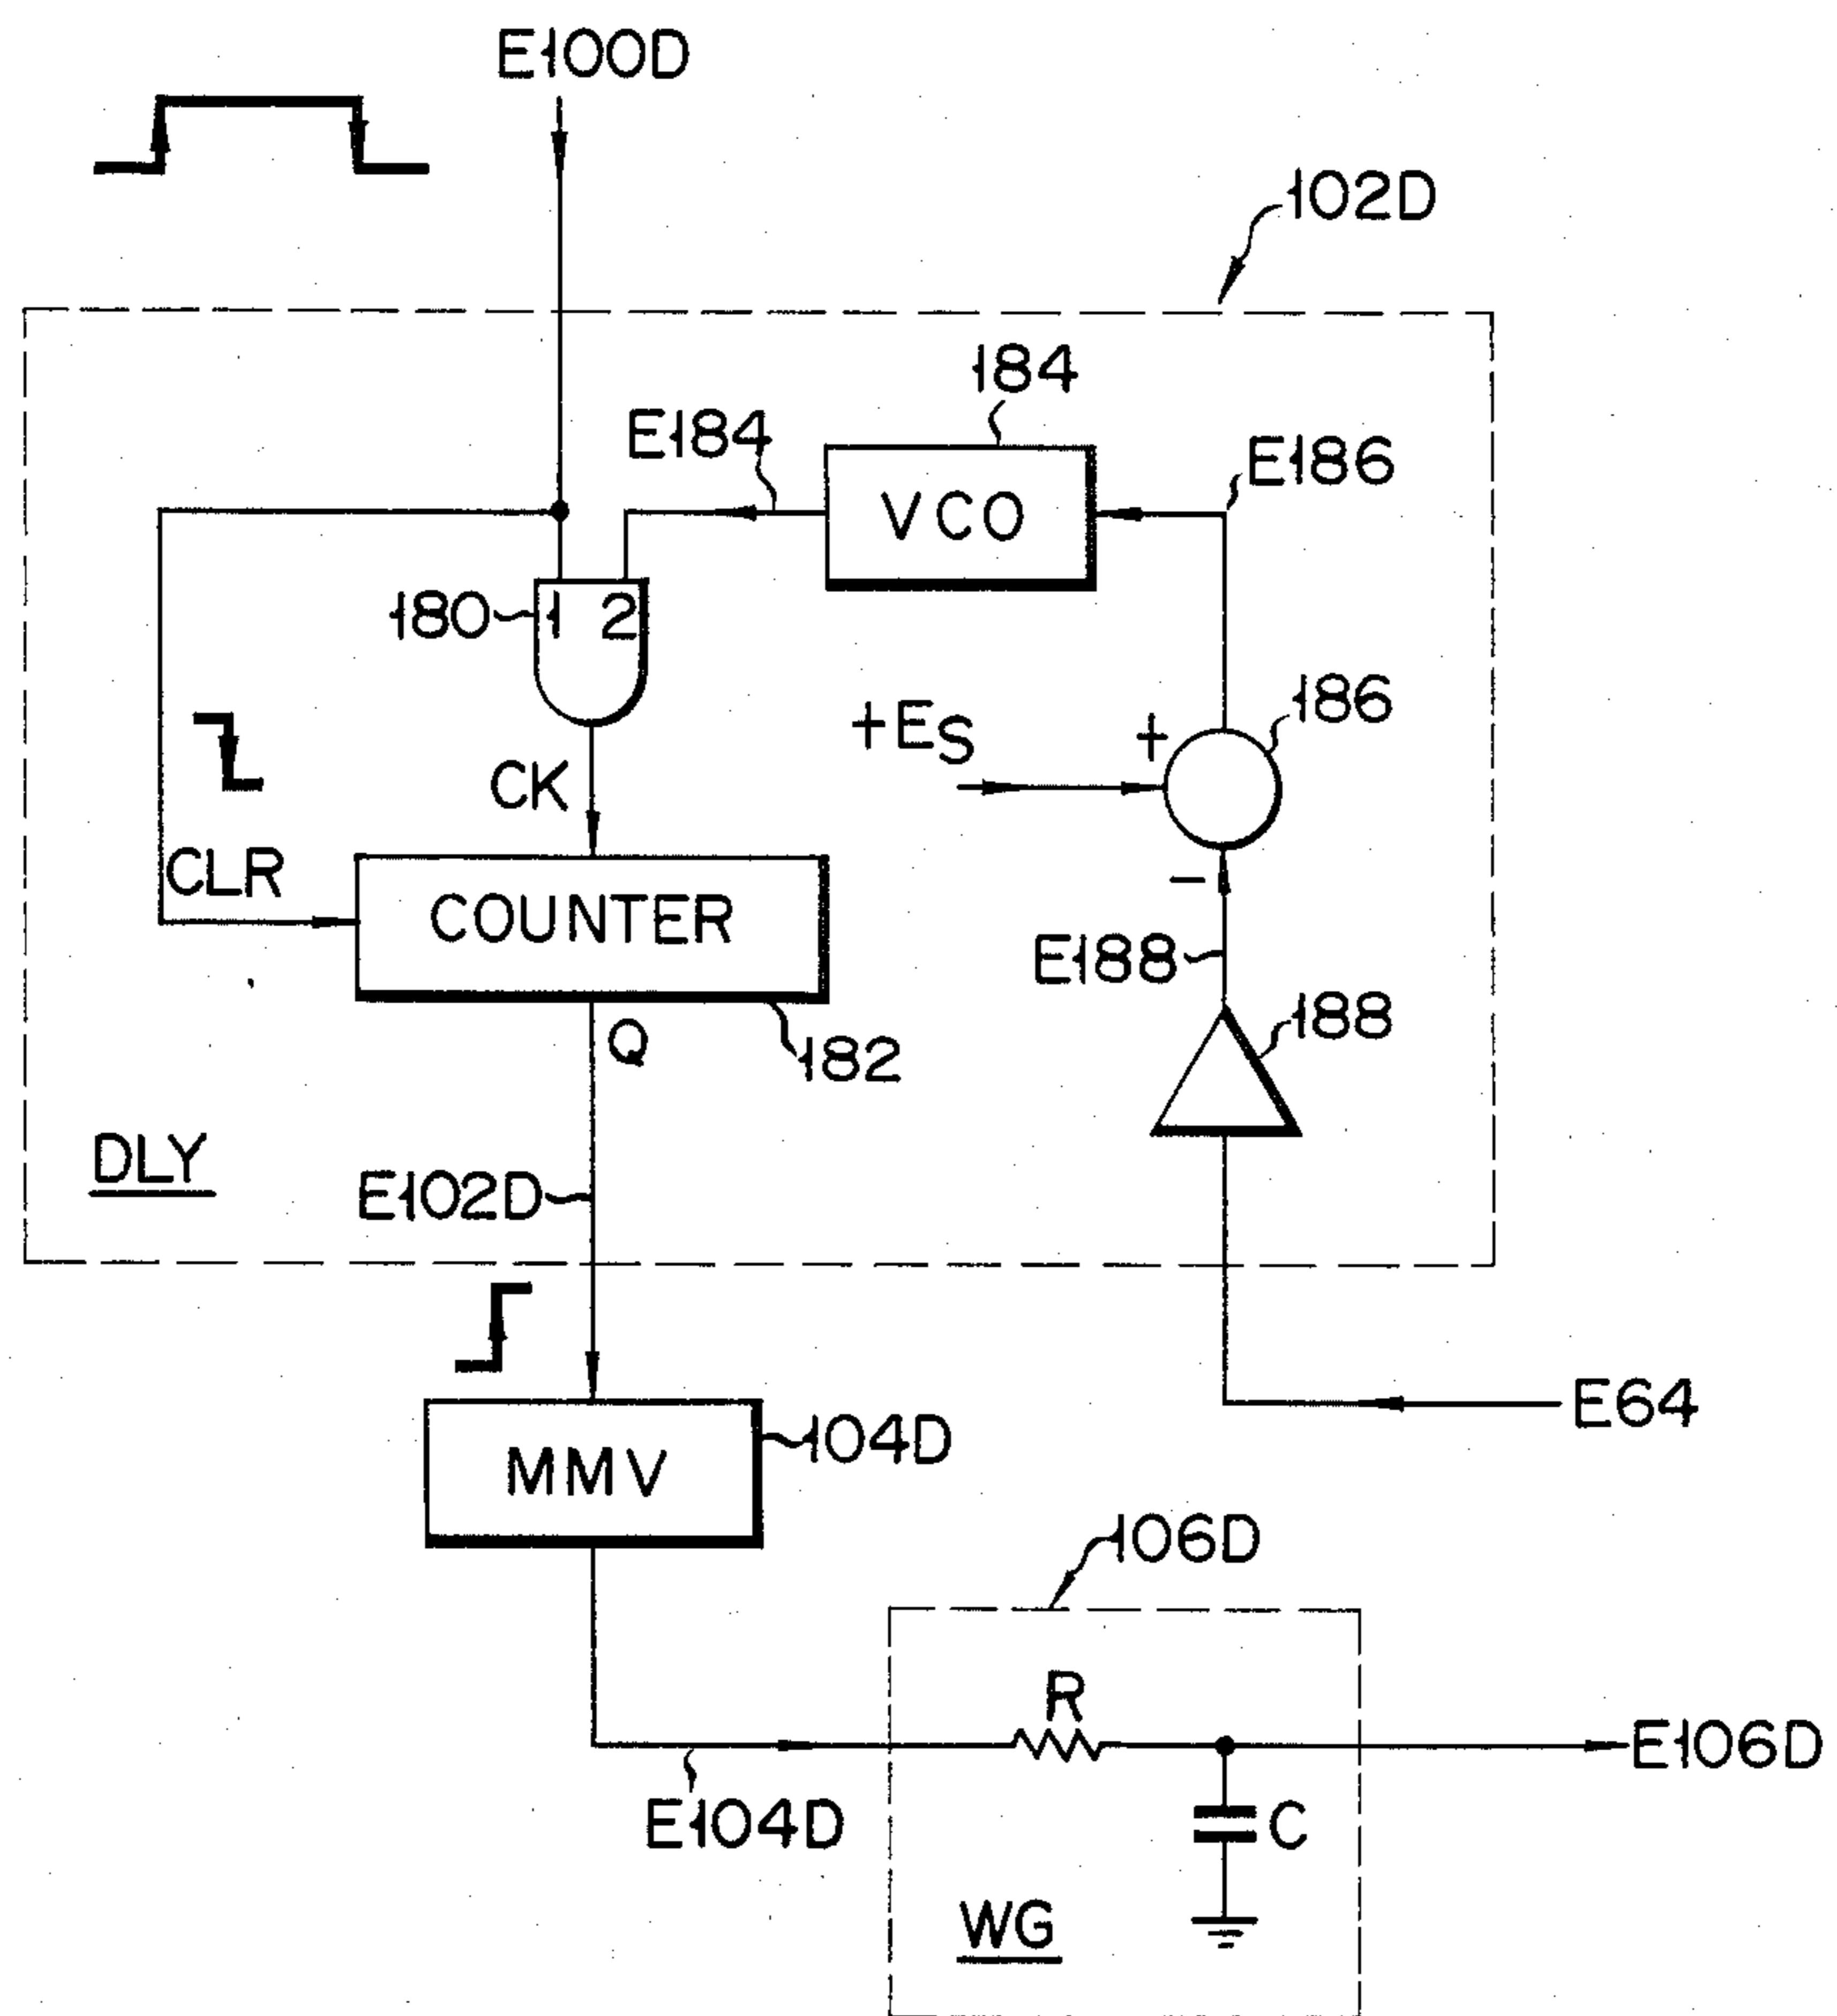 E100D
102D
184
E184
E186
VCO
180
1 2
186
+ES
+
CK
CLR
COUNTER
-
E188
188
Q
182
DLY
E102D
E64
104D
MMV
106D
R
E106D
E104D
C
WG